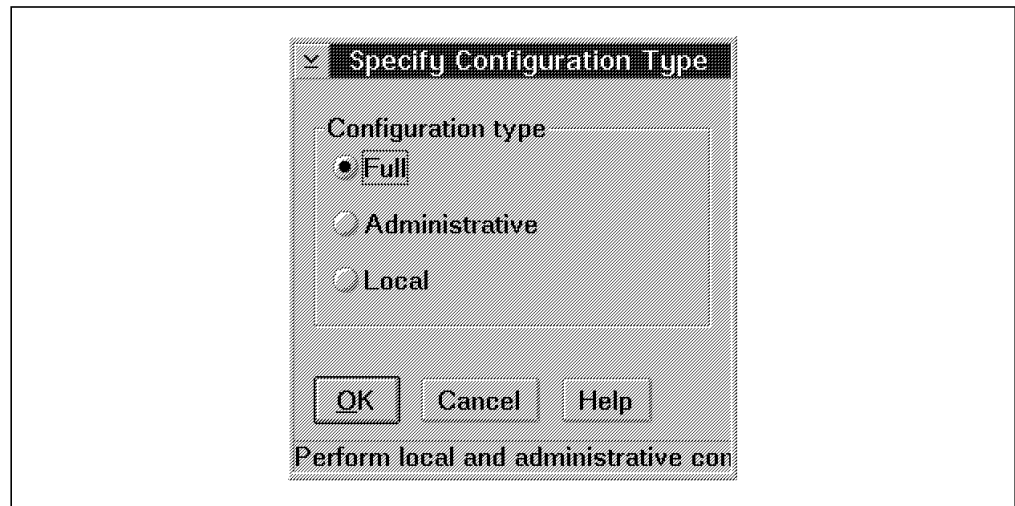 Specify Configuration Type
Configuration type
Full
Administrative
Local
OK Cancel Help
Perform local and administrative con